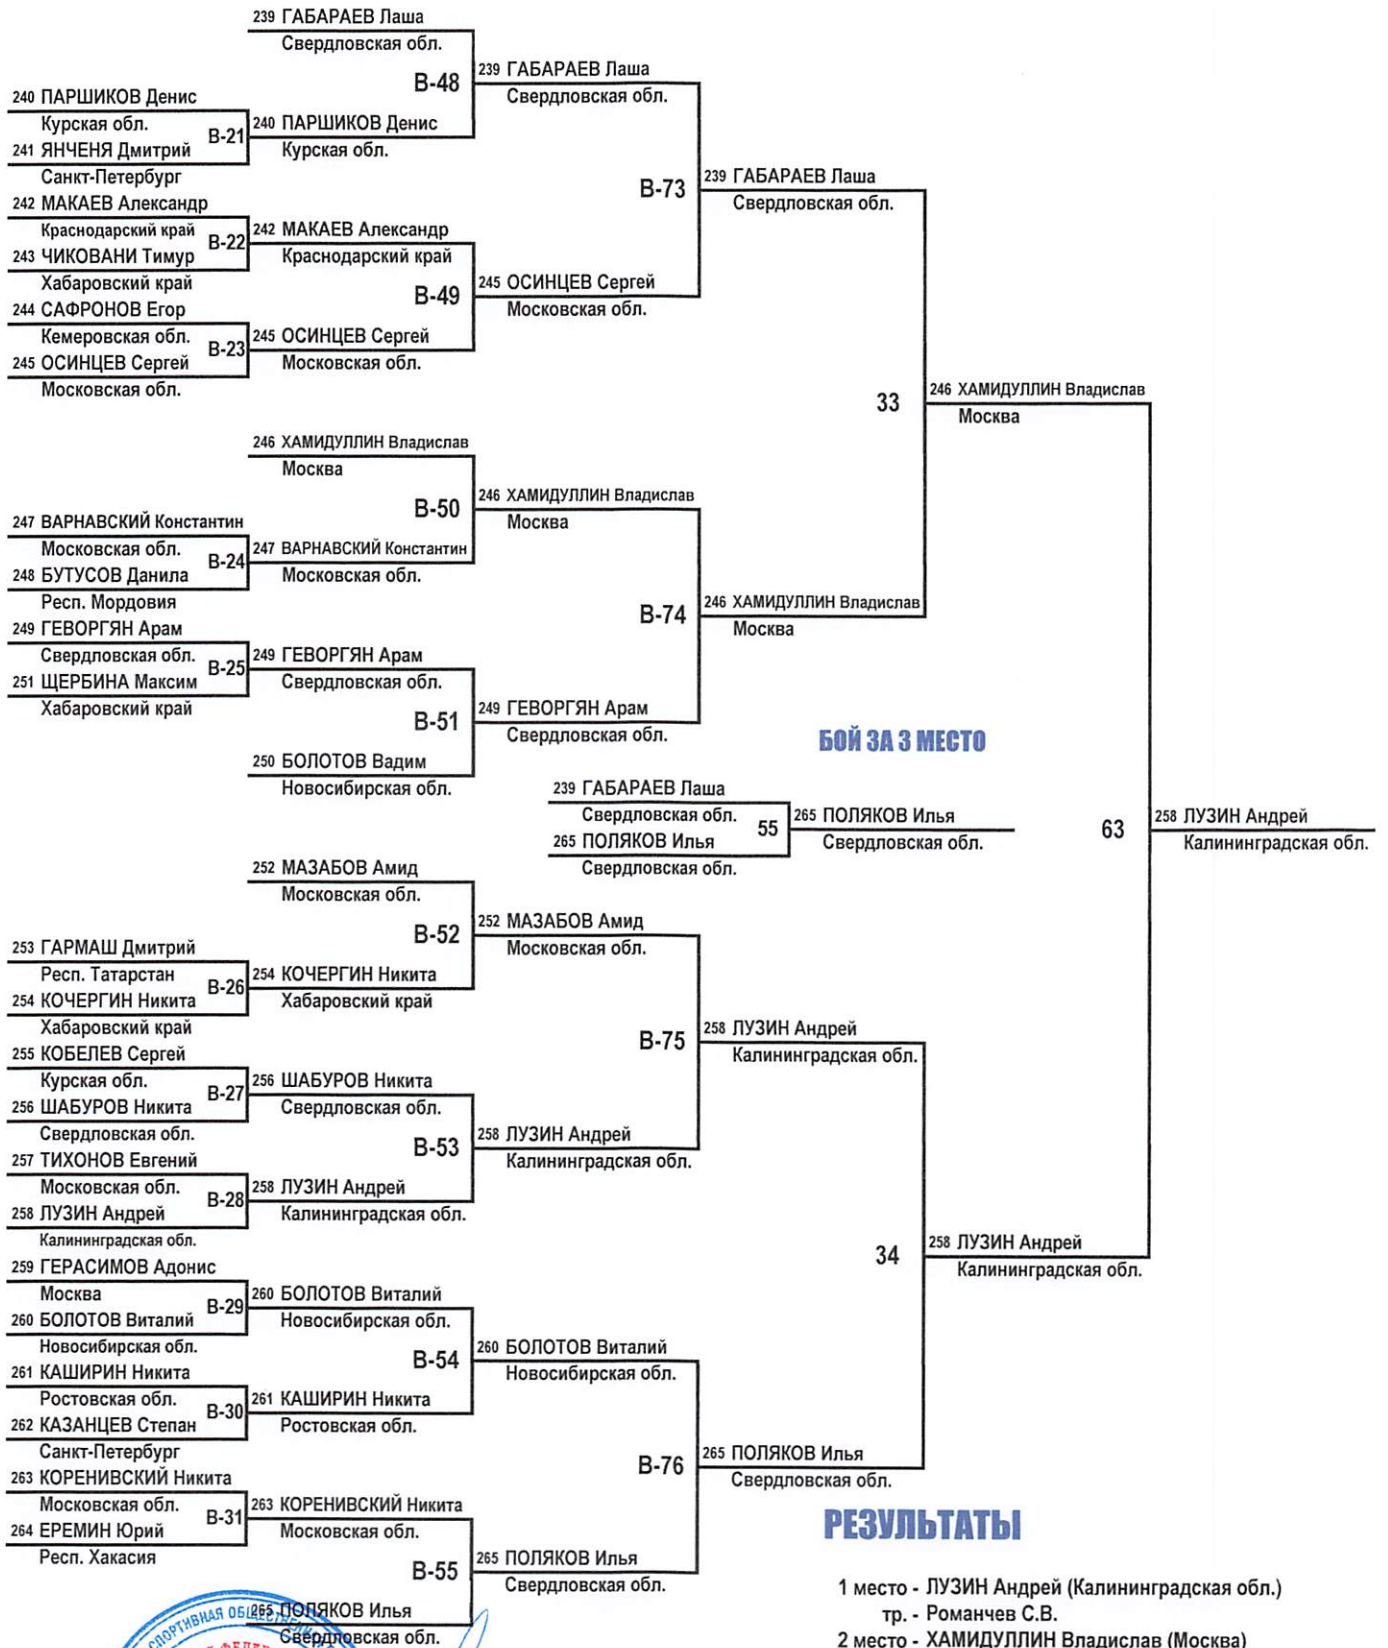 239 ГАБАРАЕВ Лаша
Свердловская обл.
В-48
239 ГАБАРАЕВ Лаша
Свердловская обл.
240 ПАРШИКОВ Денис
Курская обл.
В-21
241 ЯНЧЕНЯ Дмитрий
Санкт-Петербург
240 ПАРШИКОВ Денис
Курская обл.
В-73
239 ГАБАРАЕВ Лаша
Свердловская обл.
242 МАКАЕВ Александр
Краснодарский край
В-22
243 ЧИКОВАНИ Тимур
Хабаровский край
242 МАКАЕВ Александр
Краснодарский край
В-49
245 ОСИНЦЕВ Сергей
Московская обл.
244 САФРОНОВ Егор
Кемеровская обл.
В-23
245 ОСИНЦЕВ Сергей
Московская обл.
245 ОСИНЦЕВ Сергей
Московская обл.
33
246 ХАМИДУЛЛИН Владислав
Москва
246 ХАМИДУЛЛИН Владислав
Москва
В-50
246 ХАМИДУЛЛИН Владислав
Москва
247 ВАРНАВСКИЙ Константин
Московская обл.
В-24
248 БУТУСОВ Данила
Респ. Мордовия
247 ВАРНАВСКИЙ Константин
Московская обл.
В-74
246 ХАМИДУЛЛИН Владислав
Москва
249 ГЕВОРГЯН Арам
Свердловская обл.
В-25
251 ЩЕРБИНА Максим
Хабаровский край
249 ГЕВОРГЯН Арам
Свердловская обл.
В-51
249 ГЕВОРГЯН Арам
Свердловская обл.
250 БОЛОТОВ Вадим
Новосибирская обл.
БОЙ ЗА 3 МЕСТО
239 ГАБАРАЕВ Лаша
Свердловская обл.
55
265 ПОЛЯКОВ Илья
Свердловская обл.
265 ПОЛЯКОВ Илья
Свердловская обл.
63
258 ЛУЗИН Андрей
Калининградская обл.
252 МАЗАБОВ Амид
Московская обл.
В-52
252 МАЗАБОВ Амид
Московская обл.
253 ГАРМАШ Дмитрий
Респ. Татарстан
В-26
254 КОЧЕРГИН Никита
Хабаровский край
254 КОЧЕРГИН Никита
Хабаровский край
В-75
258 ЛУЗИН Андрей
Калининградская обл.
255 КОБЕЛЕВ Сергей
Курская обл.
В-27
256 ШАБУРОВ Никита
Свердловская обл.
256 ШАБУРОВ Никита
Свердловская обл.
В-53
258 ЛУЗИН Андрей
Калининградская обл.
257 ТИХОНОВ Евгений
Московская обл.
В-28
258 ЛУЗИН Андрей
Калининградская обл.
258 ЛУЗИН Андрей
Калининградская обл.
34
258 ЛУЗИН Андрей
Калининградская обл.
259 ГЕРАСИМОВ Адонис
Москва
В-29
260 БОЛОТОВ Виталий
Новосибирская обл.
260 БОЛОТОВ Виталий
Новосибирская обл.
В-54
260 БОЛОТОВ Виталий
Новосибирская обл.
261 КАШИРИН Никита
Ростовская обл.
В-30
262 КАЗАНЦЕВ Степан
Санкт-Петербург
261 КАШИРИН Никита
Ростовская обл.
В-76
265 ПОЛЯКОВ Илья
Свердловская обл.
263 КОРЕНИВСКИЙ Никита
Московская обл.
В-31
264 ЕРЕМИН Юрий
Респ. Хакасия
263 КОРЕНИВСКИЙ Никита
Московская обл.
В-55
265 ПОЛЯКОВ Илья
Свердловская обл.
265 ПОЛЯКОВ Илья
Свердловская обл.
РЕЗУЛЬТАТЫ
1 место - ЛУЗИН Андрей (Калининградская обл.)
тр. - Романчев С.В.
2 место - ХАМИДУЛЛИН Владислав (Москва)